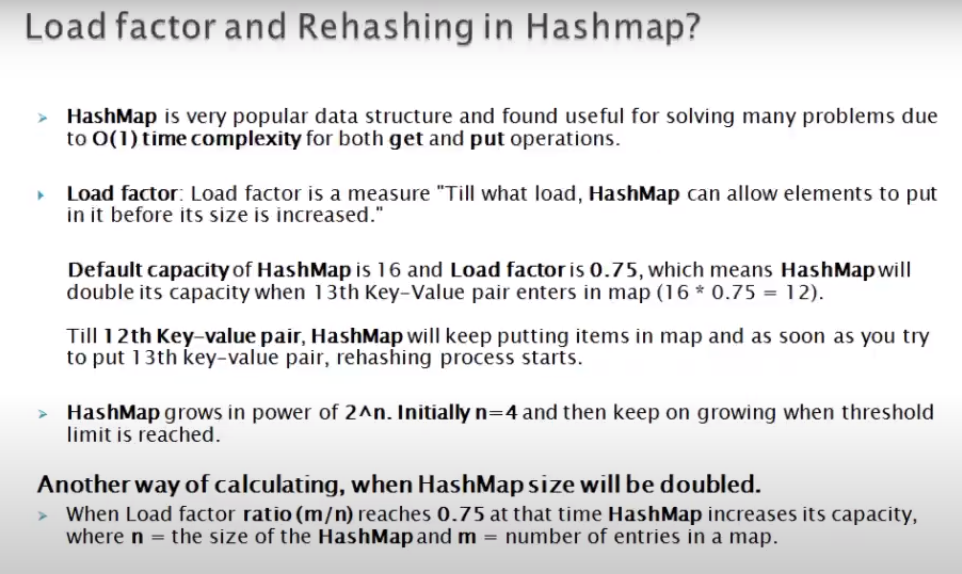 Load factor and Rehashing in Hashmap?
HashMap is very popular data structure and found useful for solving many problems due
to O(1) time complexity for both get and put operations.
Load factor: Load factor is a measure "Till what load, HashMap can allow elements to put
in it before its size is increased."
Default capacity of HashMap is 16 and Load factor is 0.75, which means HashMap will
double its capacity when 13th Key-Value pair enters in map (16 * 0.75 = 12).
Till 12th Key-value pair, HashMap will keep putting items in map and as soon as you try
to put 13th key-value pair, rehashing process starts.
HashMap grows in power of 2^n. Initially n=4 and then keep on growing when threshold
limit is reached.
Another way of calculating, when HashMap size will be doubled.
When Load factor ratio (m/n) reaches 0.75 at that time HashMap increases its capacity,
where n = the size of the HashMap and m = number of entries in a map.